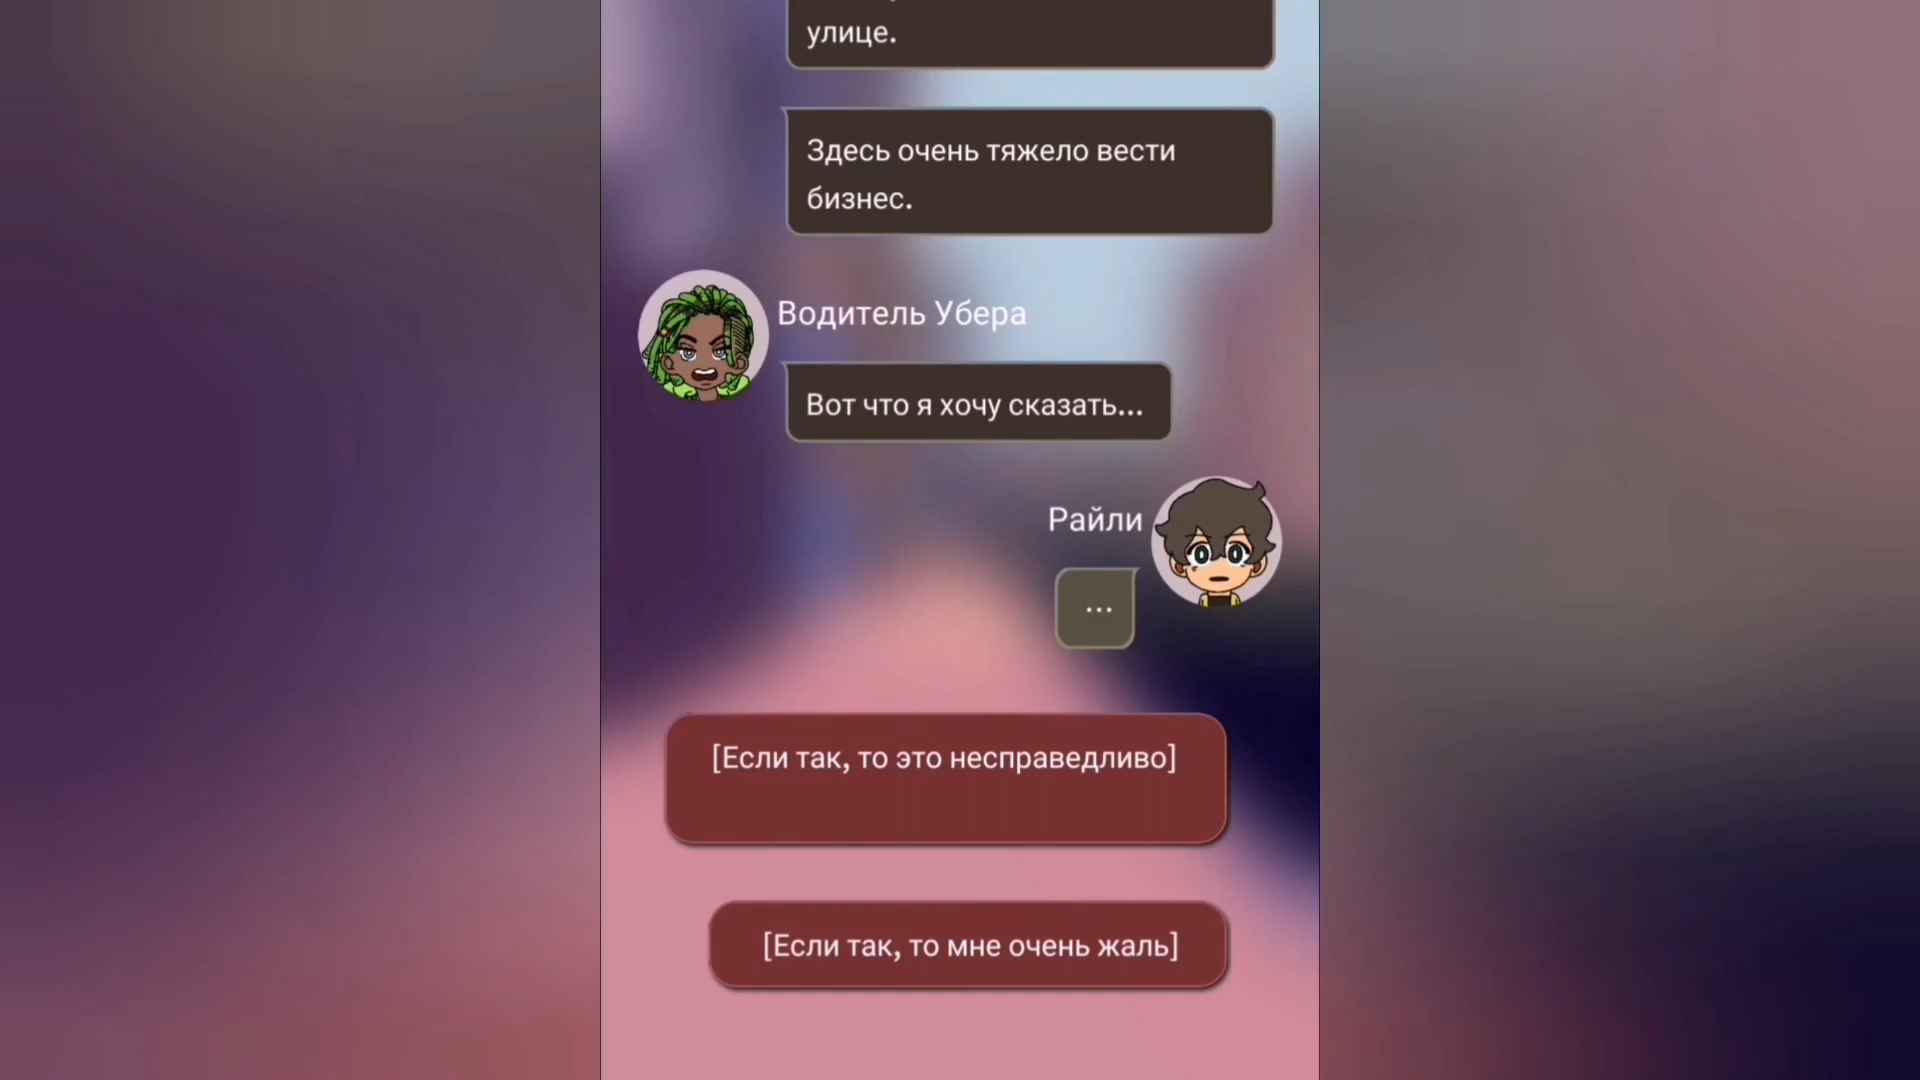 улице.
Здесь очень тяжело вести
бизнес.
Водитель Убера
Вот что я хочу сказать...
Райли
...
[Если так, то это несправедливо]
[Если так, то мне очень жаль]